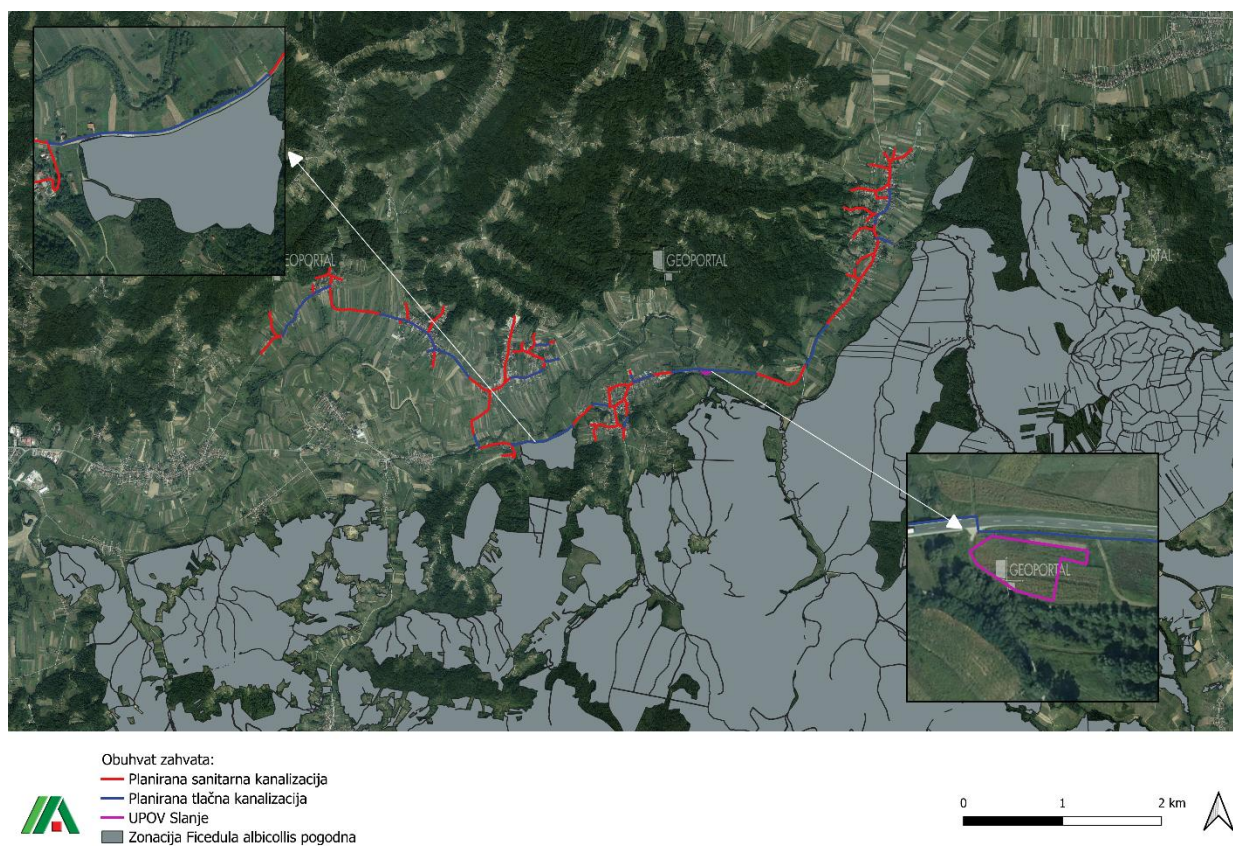 GEOPORTAL
GEOPORTAL
GEOPORTAL
Obuhvat zahvata:
Planirana sanitarna kanalizacija
Planirana tlačna kanalizacija
UPOV Slanje
Zonacija Ficedula albicollis pogodna
0 1 2 km